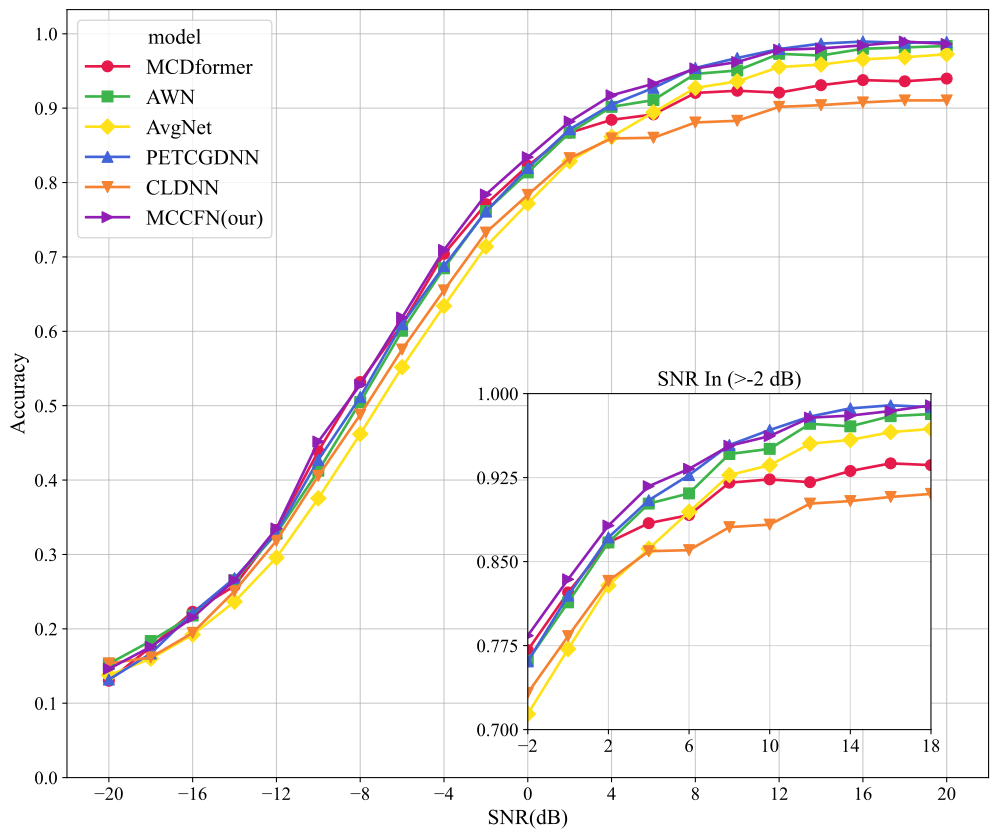 model
MCDformer
AWN
AvgNet
PETCGDNN
CLDNN
MCCFN(our)
Accuracy
1.0
0.9
0.8
0.7
0.6
0.5
0.4
0.3
0.2
0.1
0.0
SNR In (>-2 dB)
1.000
0.925
0.850
0.775
0.700
−2 2 6 10 14 18
−20 −16 −12 −8 −4 0 4 8 12 16 20
SNR(dB)